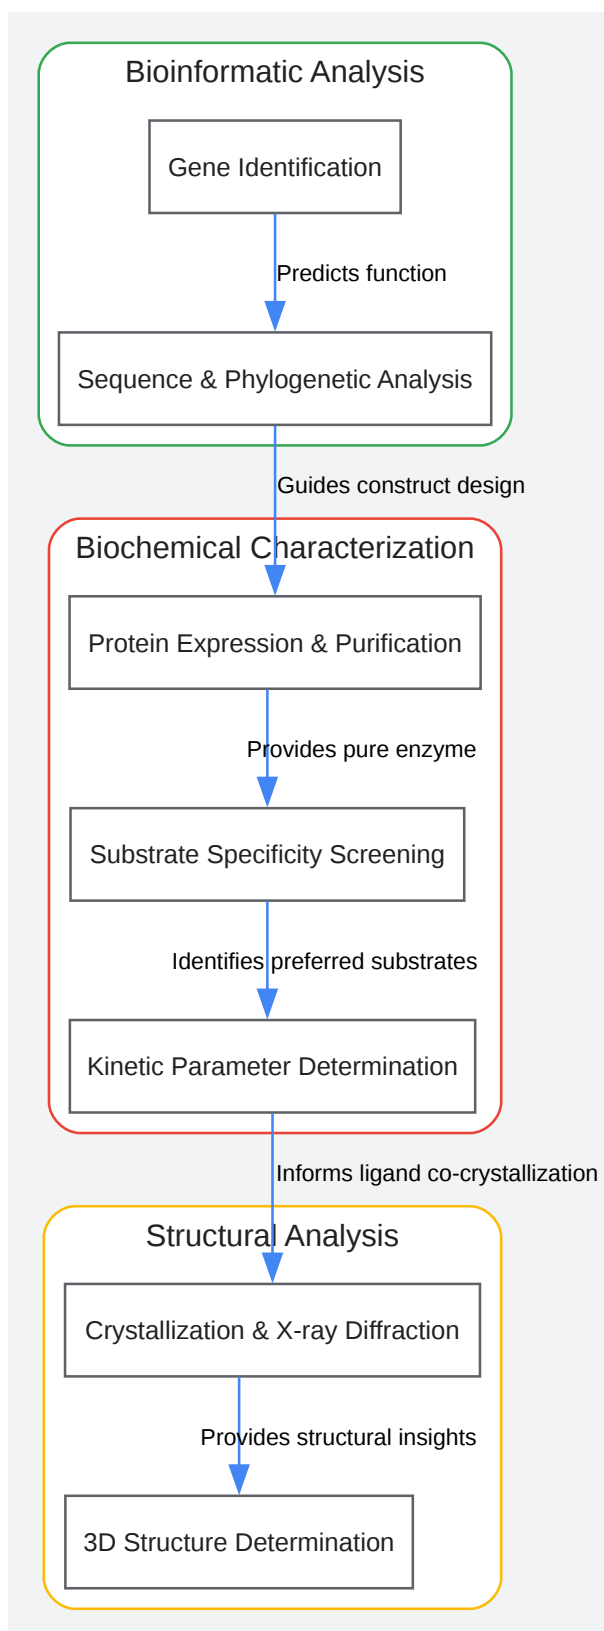 Bioinformatic Analysis
Gene Identification
Predicts function
Sequence & Phylogenetic Analysis
Guides construct design
Biochemical Characterization
Protein Expression & Purification
Provides pure enzyme
Substrate Specificity Screening
Identifies preferred substrates
Kinetic Parameter Determination
Informs ligand co-crystallization
Structural Analysis
Crystallization & X-ray Diffraction
Provides structural insights
3D Structure Determination